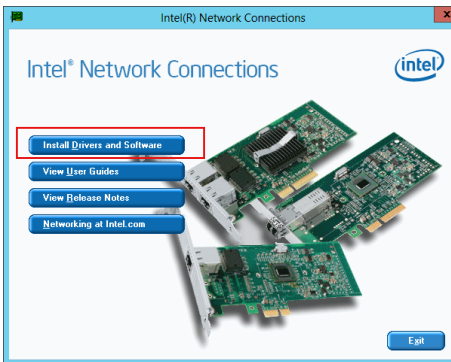 Intel(R) Network Connections
x
Intel® Network Connections
intel
Install Drivers and Software
View User Guides
View Release Notes
Networking at Intel.com
Exit